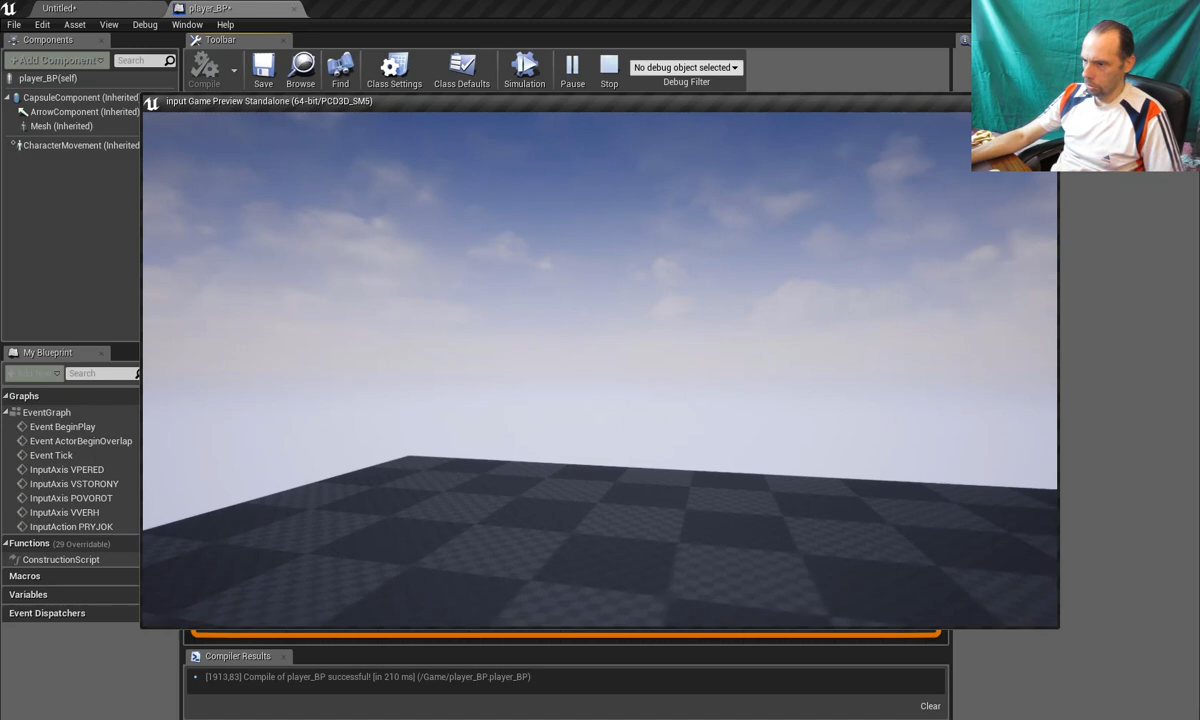 Untitled*
player_BP*
File Edit Asset View Debug Window Help
Components
Toolbar
+Add Component
Search
Compile
Save
Browse
Find
Class Settings
Class Defaults
Simulation
Pause
Stop
No debug object selected
Debug Filter
player_BP(self)
CapsuleComponent (Inherited
ArrowComponent (Inherited)
Mesh (Inherited)
CharacterMovement (Inherited
input Game Preview Standalone (64-bit/PCD3D_SM5)
My Blueprint
+Add New
Search
Graphs
EventGraph
Event BeginPlay
Event ActorBeginOverlap
Event Tick
InputAxis VPERED
InputAxis VSTORONY
InputAxis POVOROT
InputAxis VVERH
InputAction PRYJOK
Functions (29 Overridable)
ConstructionScript
Macros
Variables
Event Dispatchers
Compiler Results
[1913,83] Compile of player_BP successful! [in 210 ms] (/Game/player_BP.player_BP)
Clear